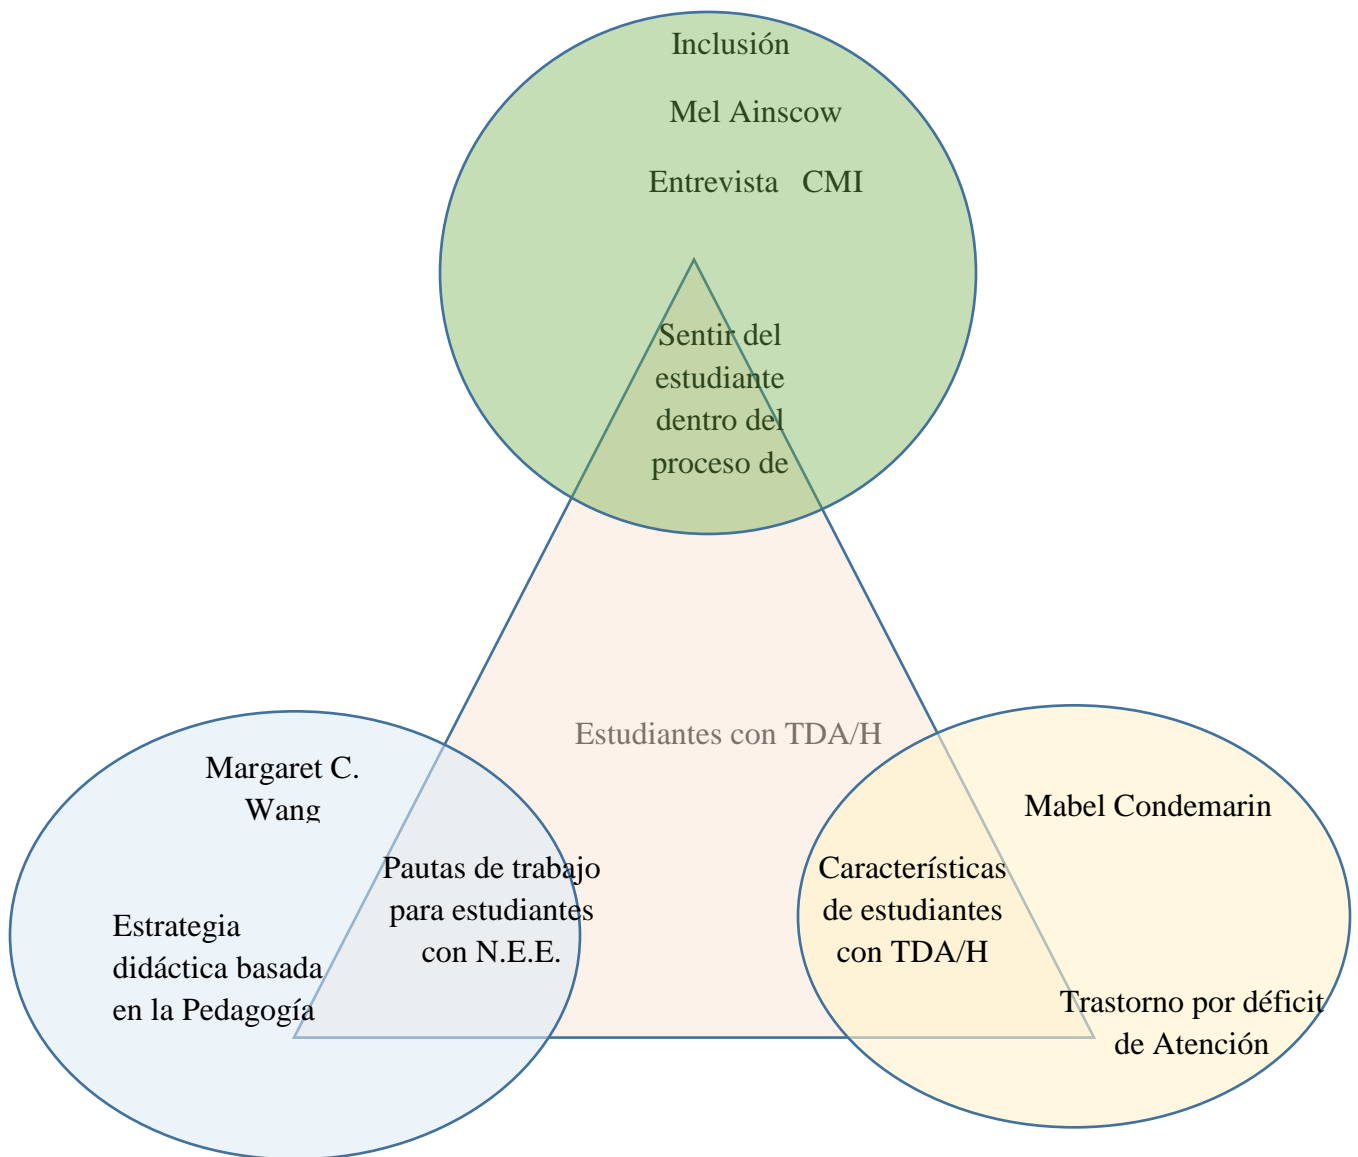 Inclusión
Mel Ainscow
Entrevista CMI
Sentir del
estudiante
dentro del
proceso de
Estudiantes con TDA/H
Margaret C.
Wang
Pautas de trabajo
para estudiantes
con N.E.E.
Estrategia
didáctica basada
en la Pedagogía
Mabel Condemarin
Características
de estudiantes
con TDA/H
Trastorno por déficit
de Atención